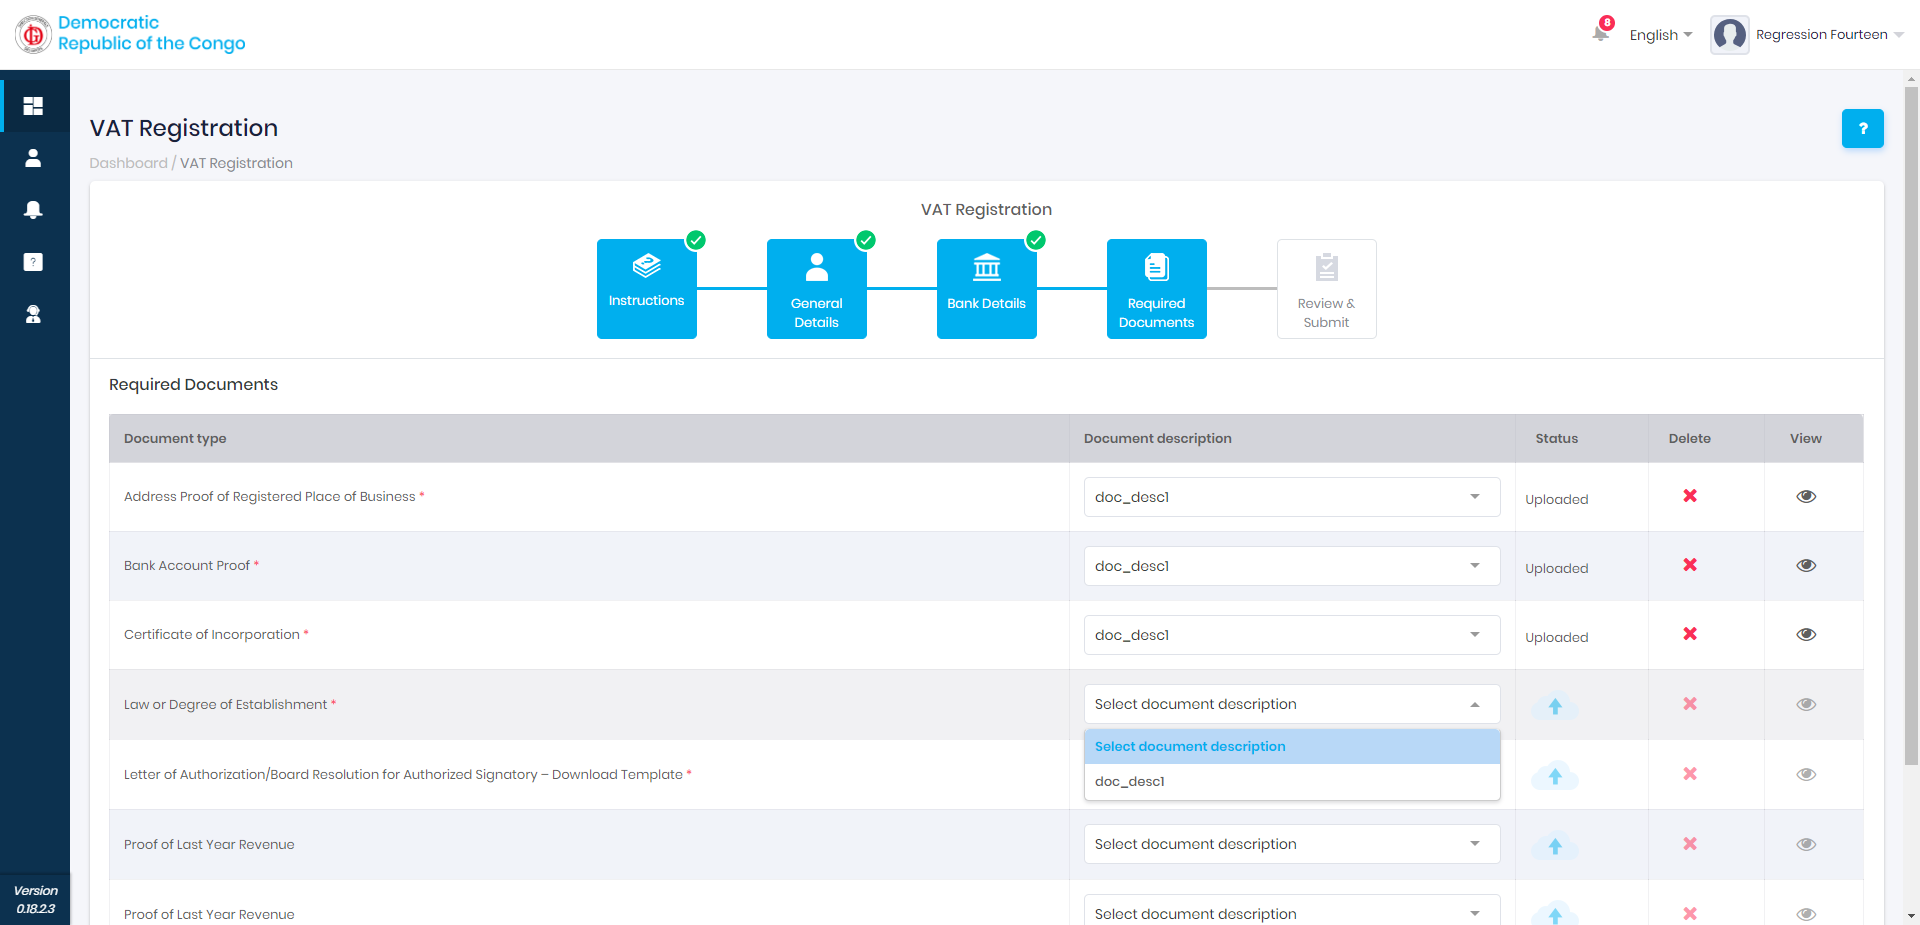 Democratic
Republic of the Congo
8
English
Regression Fourteen
VAT Registration
?
Dashboard / VAT Registration
VAT Registration
Instructions
General
Details
Bank Details
Required
Documents
Review &
Submit
Required Documents
Document type
Document description
Status
Delete
View
Address Proof of Registered Place of Business *
doc_desc1
Uploaded
Bank Account Proof *
doc_desc1
Uploaded
Certificate of Incorporation *
doc_desc1
Uploaded
Law or Degree of Establishment *
Select document description
Select document description
doc_desc1
Letter of Authorization/Board Resolution for Authorized Signatory – Download Template *
Proof of Last Year Revenue
Select document description
Proof of Last Year Revenue
Select document description
Version
0.18.2.3